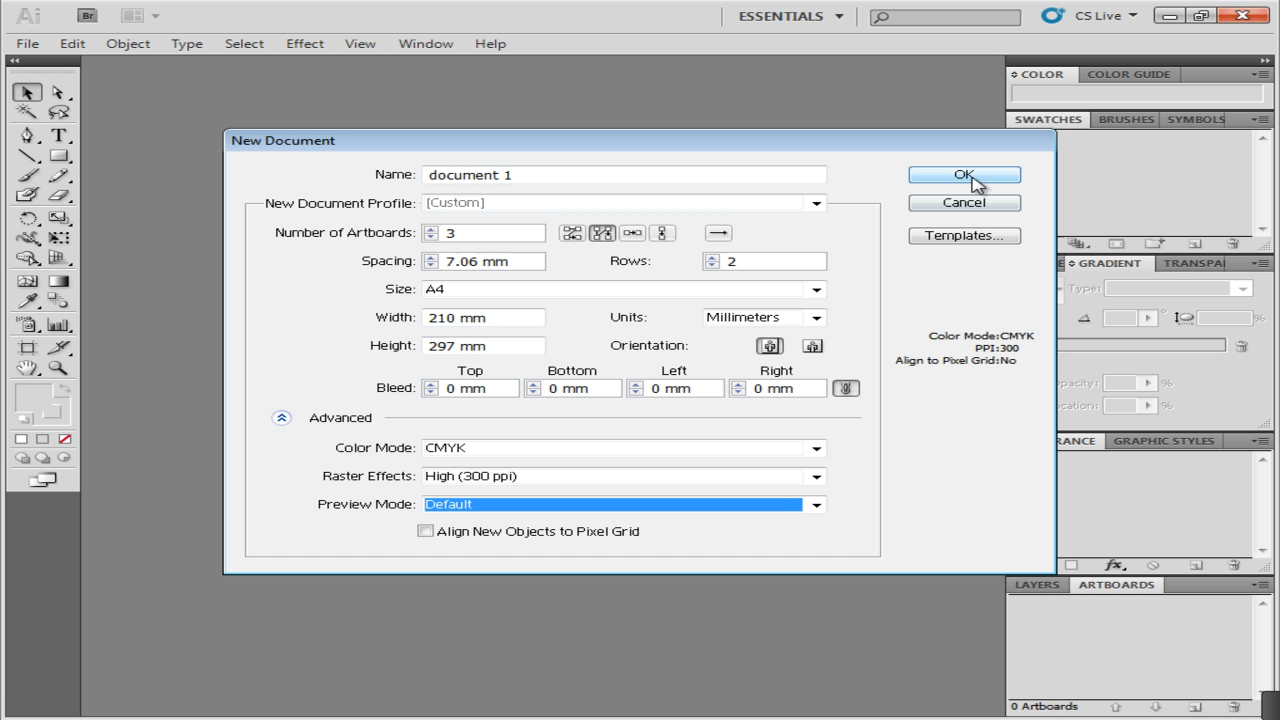 Ai Br ESSENTIALS CS Live
File Edit Object Type Select Effect View Window Help
COLOR COLOR GUIDE
SWATCHES BRUSHES SYMBOLS
New Document
Name: document 1 OK
New Document Profile: [Custom] Cancel
Number of Artboards: 3 Templates...
Spacing: 7.06 mm Rows: 2
GRADIENT TRANSPA
Size: A4 Type:
Width: 210 mm Units: Millimeters %
Height: 297 mm Orientation:
Color Mode:CMYK
PPI:300
Align to Pixel Grid:No
Top Bottom Left Right
Bleed: 0 mm 0 mm 0 mm 0 mm
Opacity: %
Location: %
Advanced
RANCE GRAPHIC STYLES
Color Mode: CMYK
Raster Effects: High (300 ppi)
Preview Mode: Default
Align New Objects to Pixel Grid
fx
LAYERS ARTBOARDS
0 Artboards